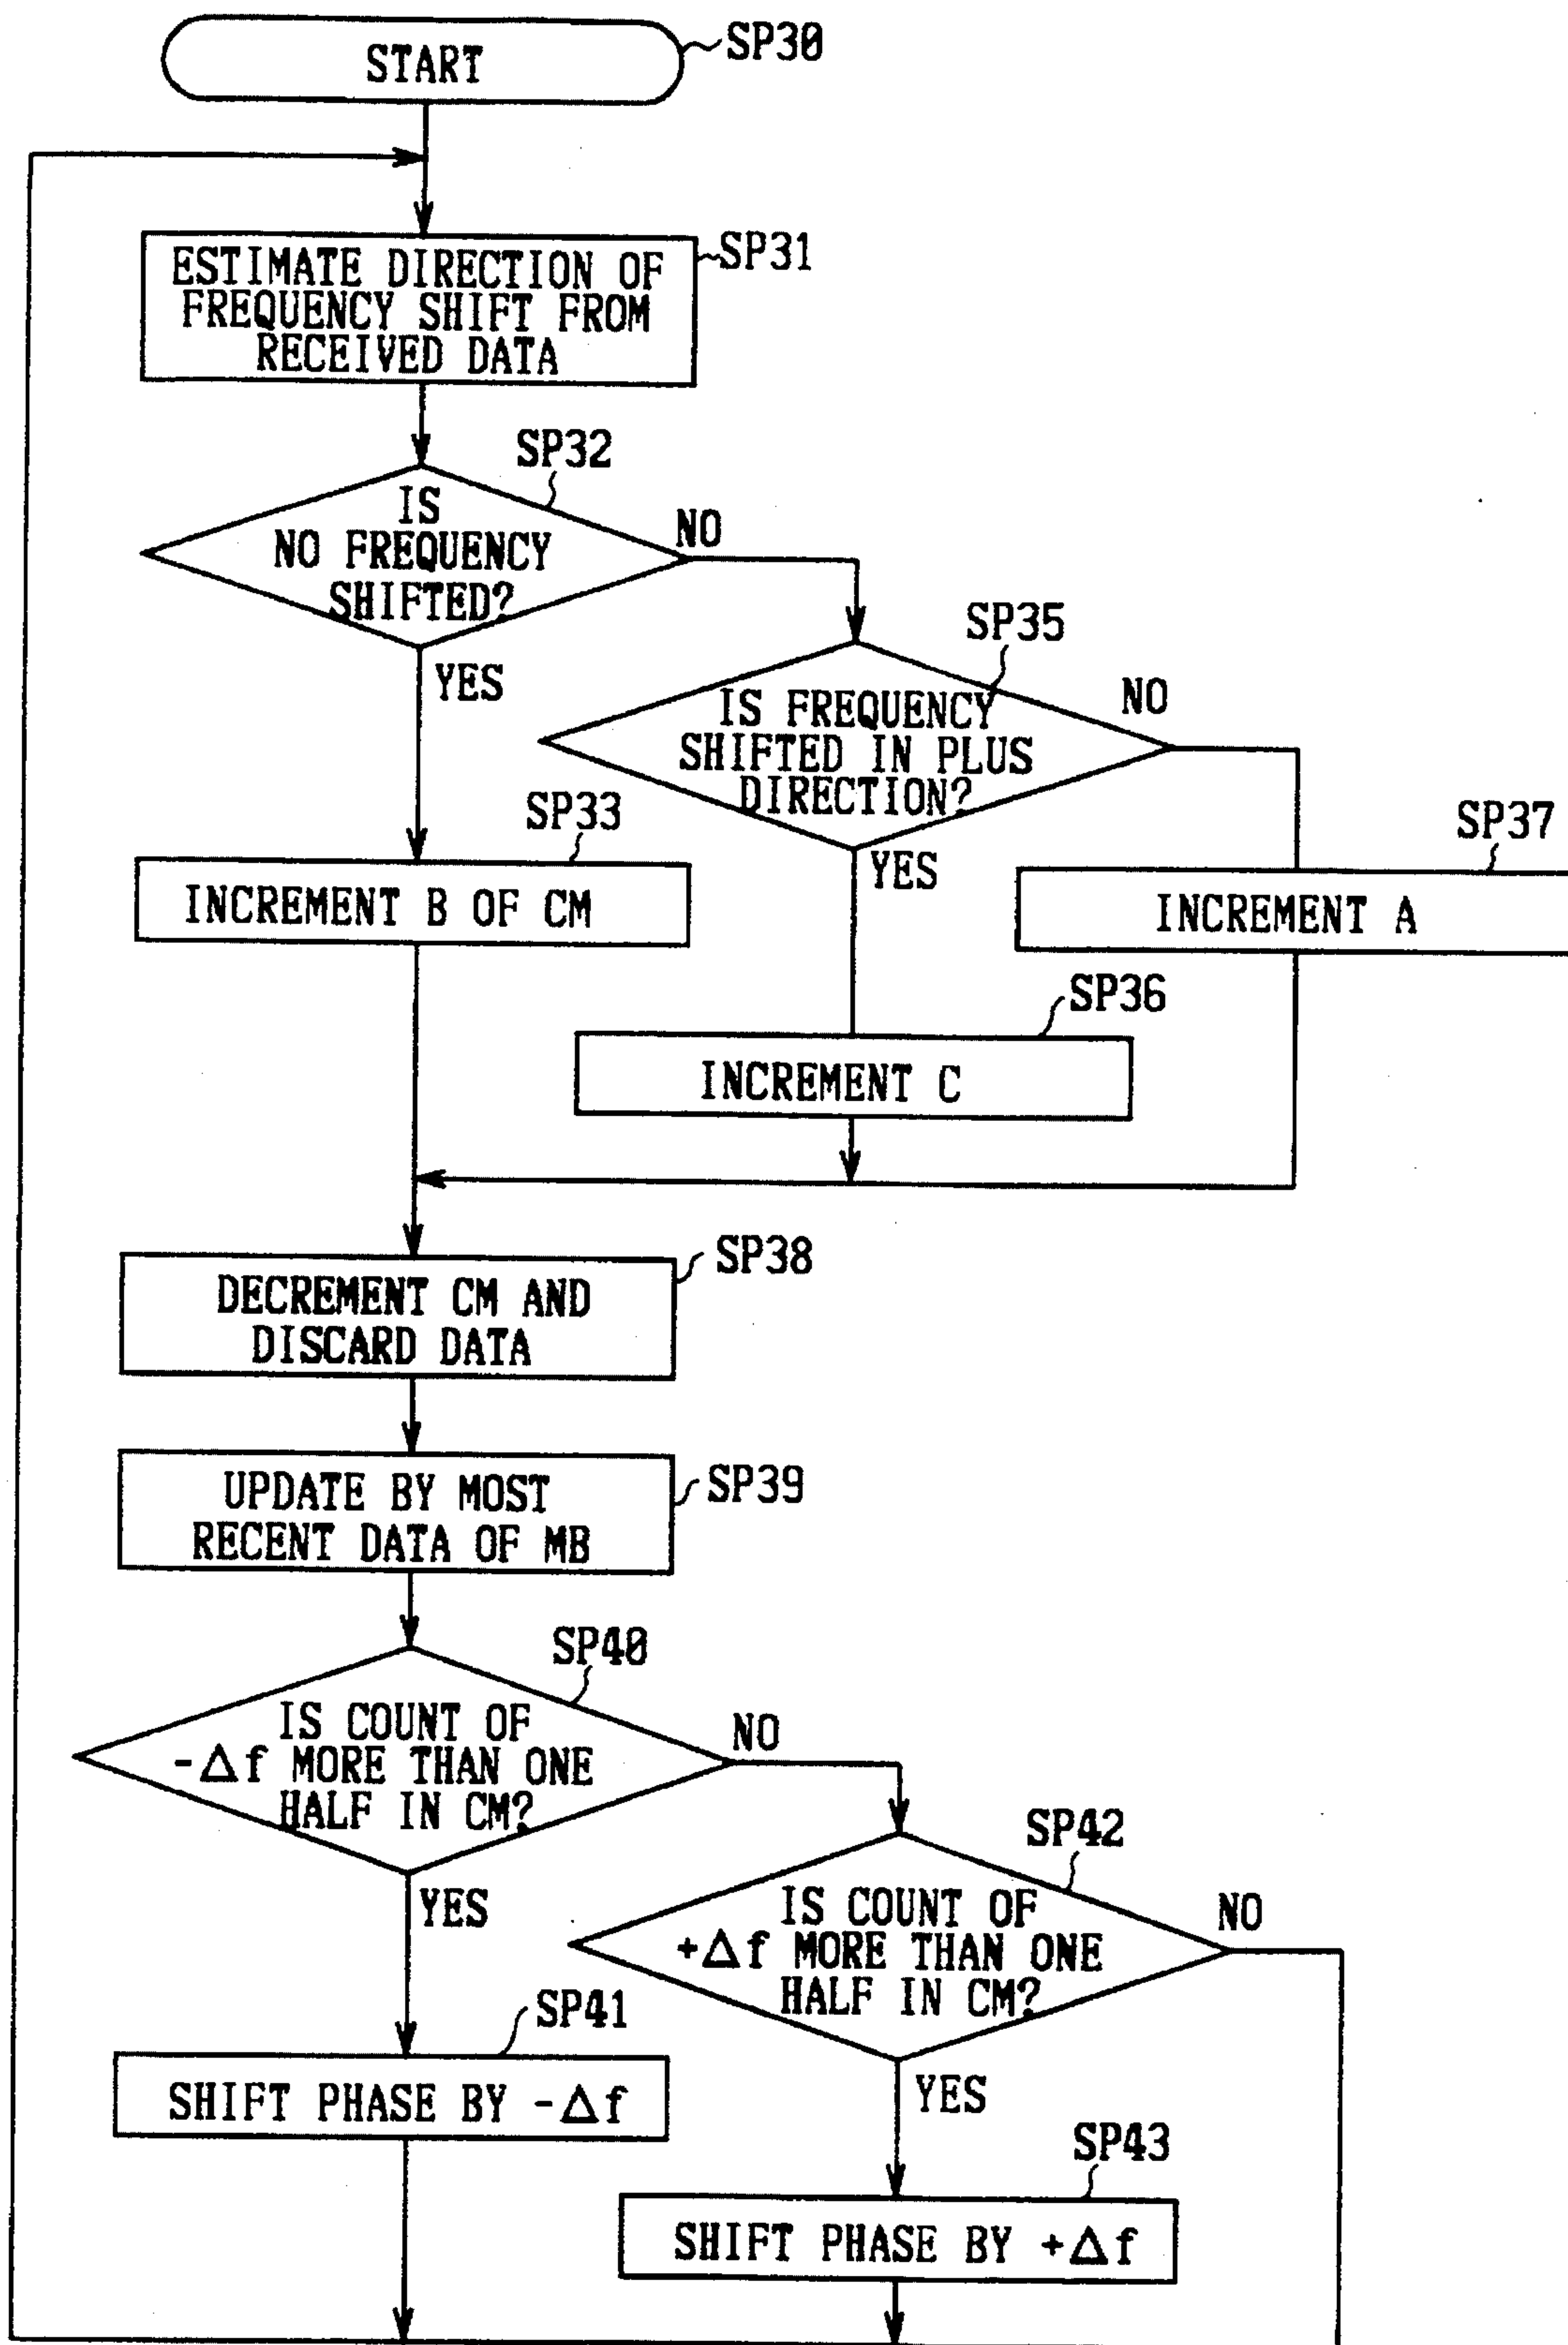 START
SP30
ESTIMATE DIRECTION OF
FREQUENCY SHIFT FROM
RECEIVED DATA
SP31
SP32
IS
NO FREQUENCY
SHIFTED?
NO
YES
SP35
IS FREQUENCY
SHIFTED IN PLUS
DIRECTION?
NO
YES
SP33
INCREMENT B OF CM
SP37
INCREMENT A
SP36
INCREMENT C
SP38
DECREMENT CM AND
DISCARD DATA
SP39
UPDATE BY MOST
RECENT DATA OF MB
SP40
IS COUNT OF
-Δf MORE THAN ONE
HALF IN CM?
NO
YES
SP42
IS COUNT OF
+Δf MORE THAN ONE
HALF IN CM?
NO
YES
SP41
SHIFT PHASE BY -Δf
SP43
SHIFT PHASE BY +Δf